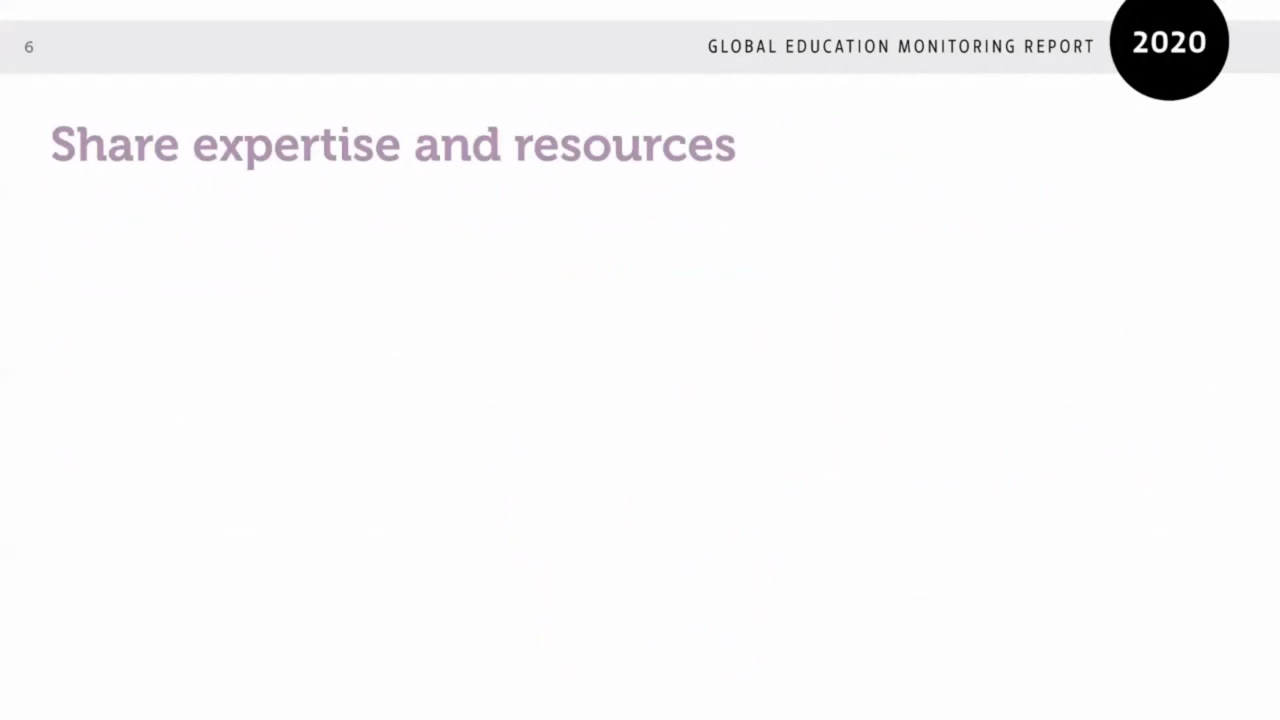 6
GLOBAL EDUCATION MONITORING REPORT
2020
Share expertise and resources